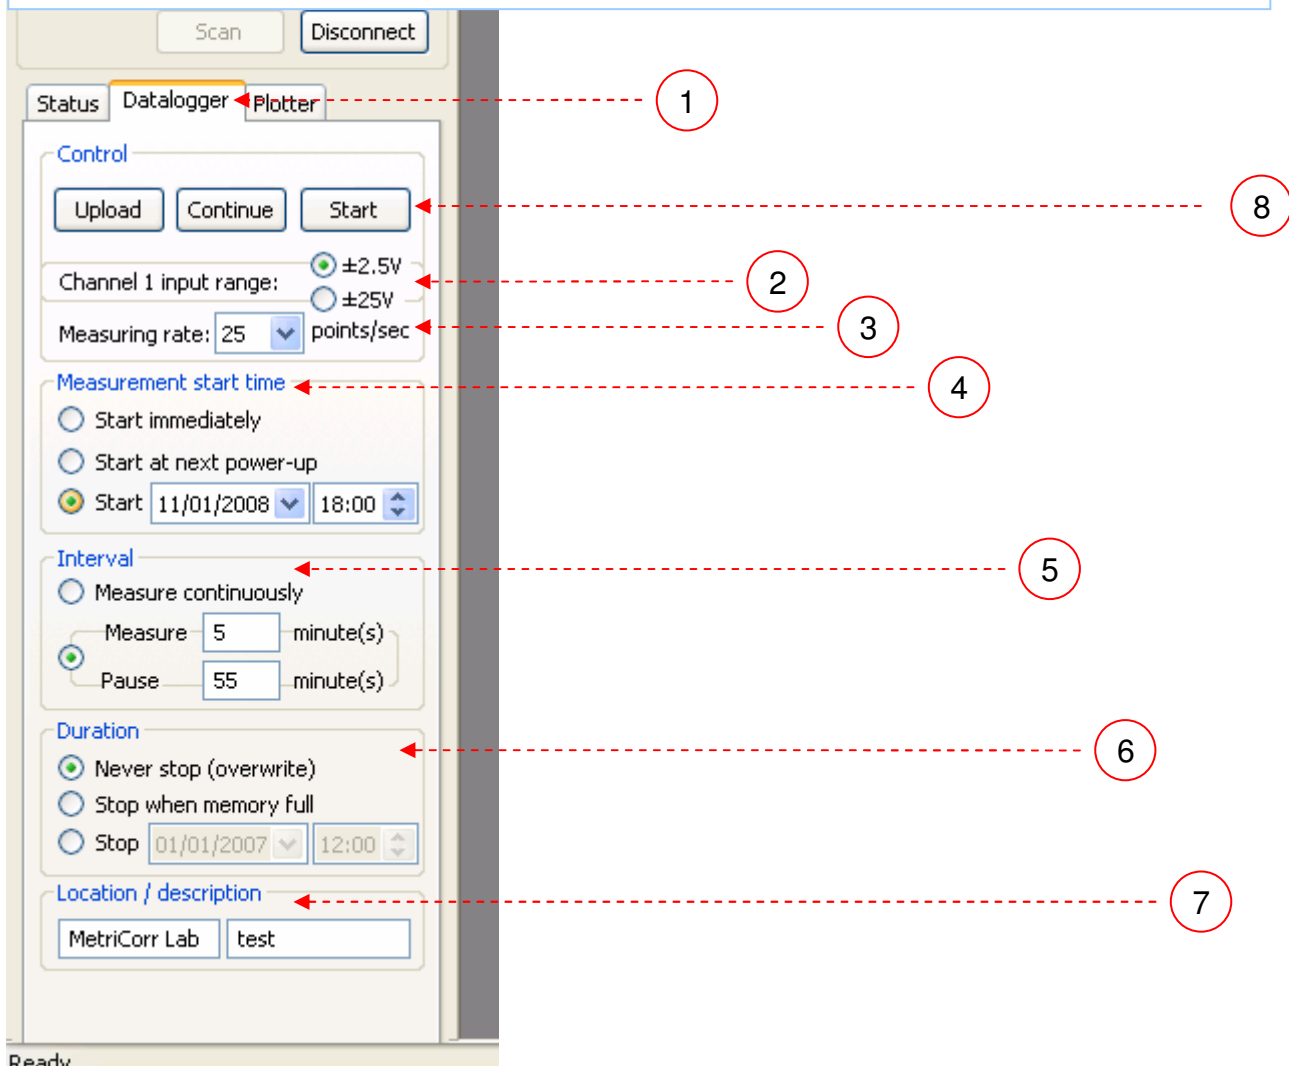 Scan Disconnect
Status Datalogger Plotter 1
Control
Upload Continue Start 8
Channel 1 input range: ±2.5V 2
±25V
Measuring rate: 25 points/sec 3
Measurement start time 4
Start immediately
Start at next power-up
Start 11/01/2008 18:00
Interval 5
Measure continuously
Measure 5 minute(s)
Pause 55 minute(s)
Duration 6
Never stop (overwrite)
Stop when memory full
Stop 01/01/2007 12:00
Location / description 7
MetriCorr Lab test
Ready